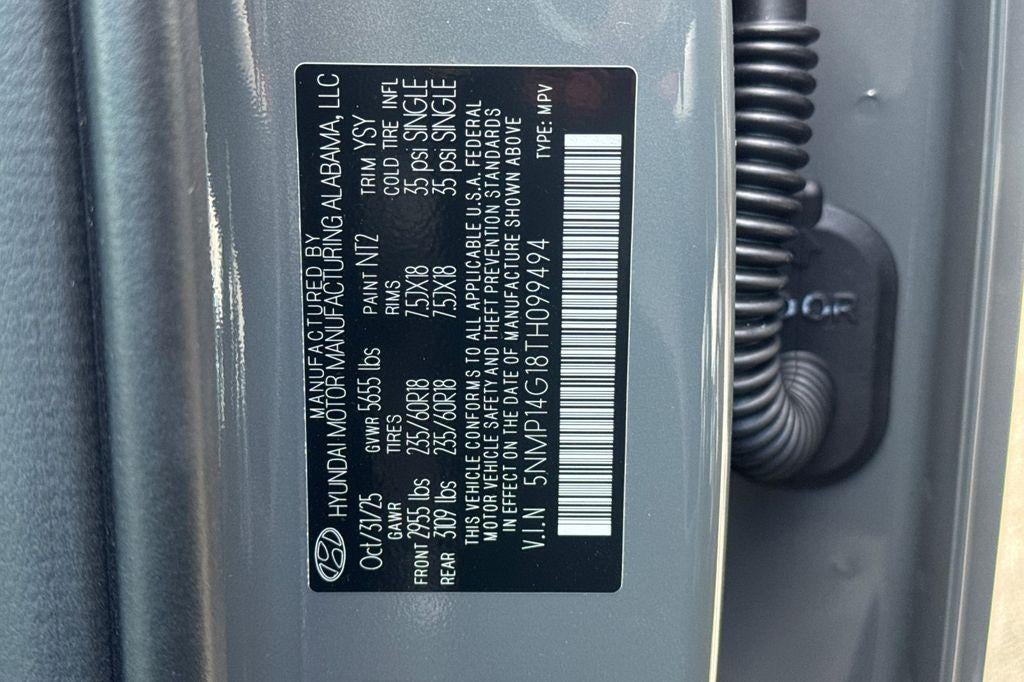 MANUFACTURED BY
HYUNDAI MOTOR MANUFACTURING ALABAMA, LLC
Oct/31/25 GVWR 5655 lbs PAINT NT2 TRIM YSY
GAWR TIRES RIMS COLD TIRE INFL
FRONT 2955 lbs 235/60R18 7.5JX18 35 psi SINGLE
REAR 3109 lbs 235/60R18 7.5JX18 35 psi SINGLE
THIS VEHICLE CONFORMS TO ALL APPLICABLE U.S.A. FEDERAL
MOTOR VEHICLE SAFETY AND THEFT PREVENTION STANDARDS
IN EFFECT ON THE DATE OF MANUFACTURE SHOWN ABOVE
V.I.N 5NMP14G18TH099494 TYPE: MPV